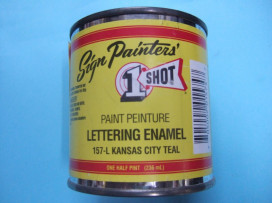 Sign Painters'
1 SHOT
PAINT PEINTURE
LETTERING ENAMEL
157-L KANSAS CITY TEAL
ONE HALF PINT (236 mL)